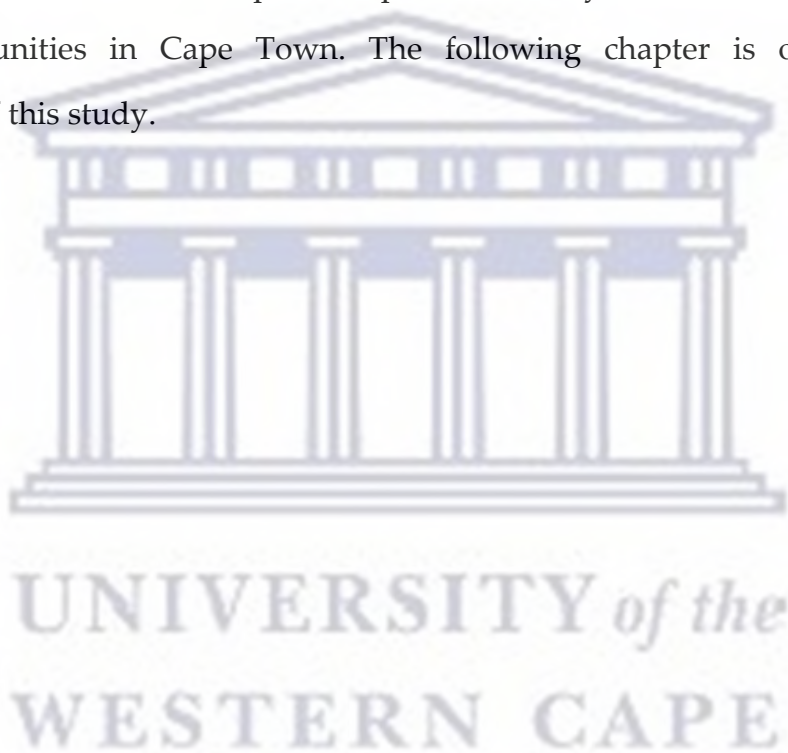 unities in Cape Town. The following chapter is o
this study.
UNIVERSITY of the
WESTERN CAPE